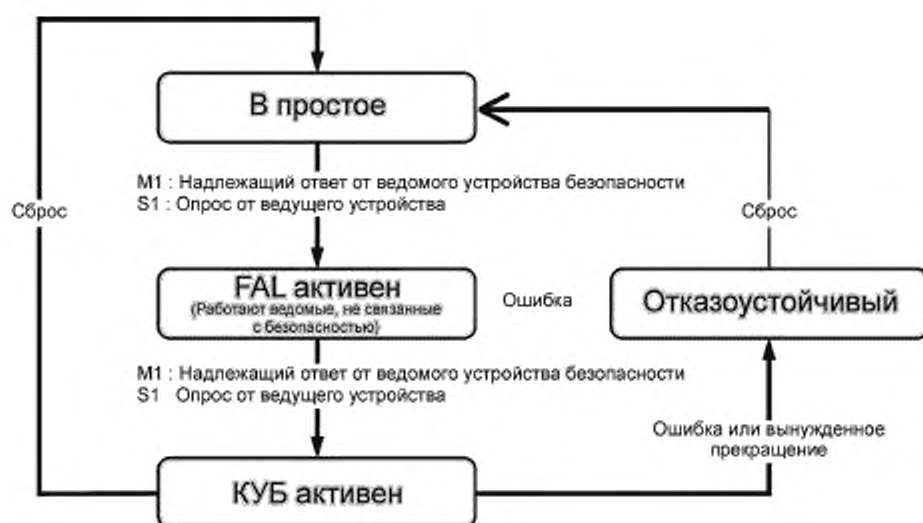 В простое
M1 : Надлежащий ответ от ведомого устройства безопасности
S1 : Опрос от ведущего устройства
Сброс
Сброс
FAL активен
(Работают ведомые, не связанные
с безопасностью)
Ошибка
Отказоустойчивый
M1 : Надлежащий ответ от ведомого устройства безопасности
S1 Опрос от ведущего устройства
Ошибка или вынужденное
прекращение
КУБ активен